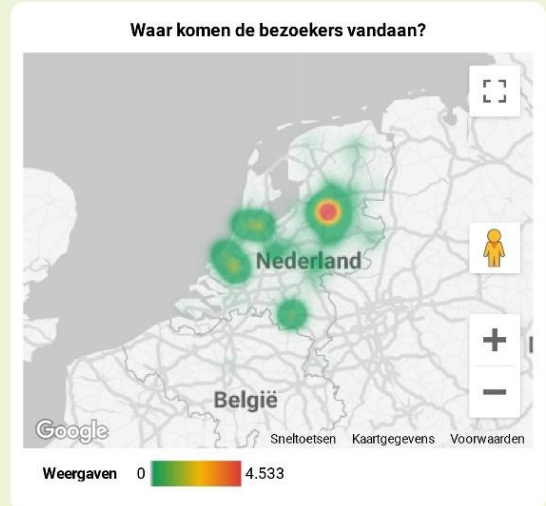 Waar komen de bezoekers vandaan?
Nederland
België
Google
Sneltoetsen Kaartgegevens Voorwaarden
Weergaven 0 4.533